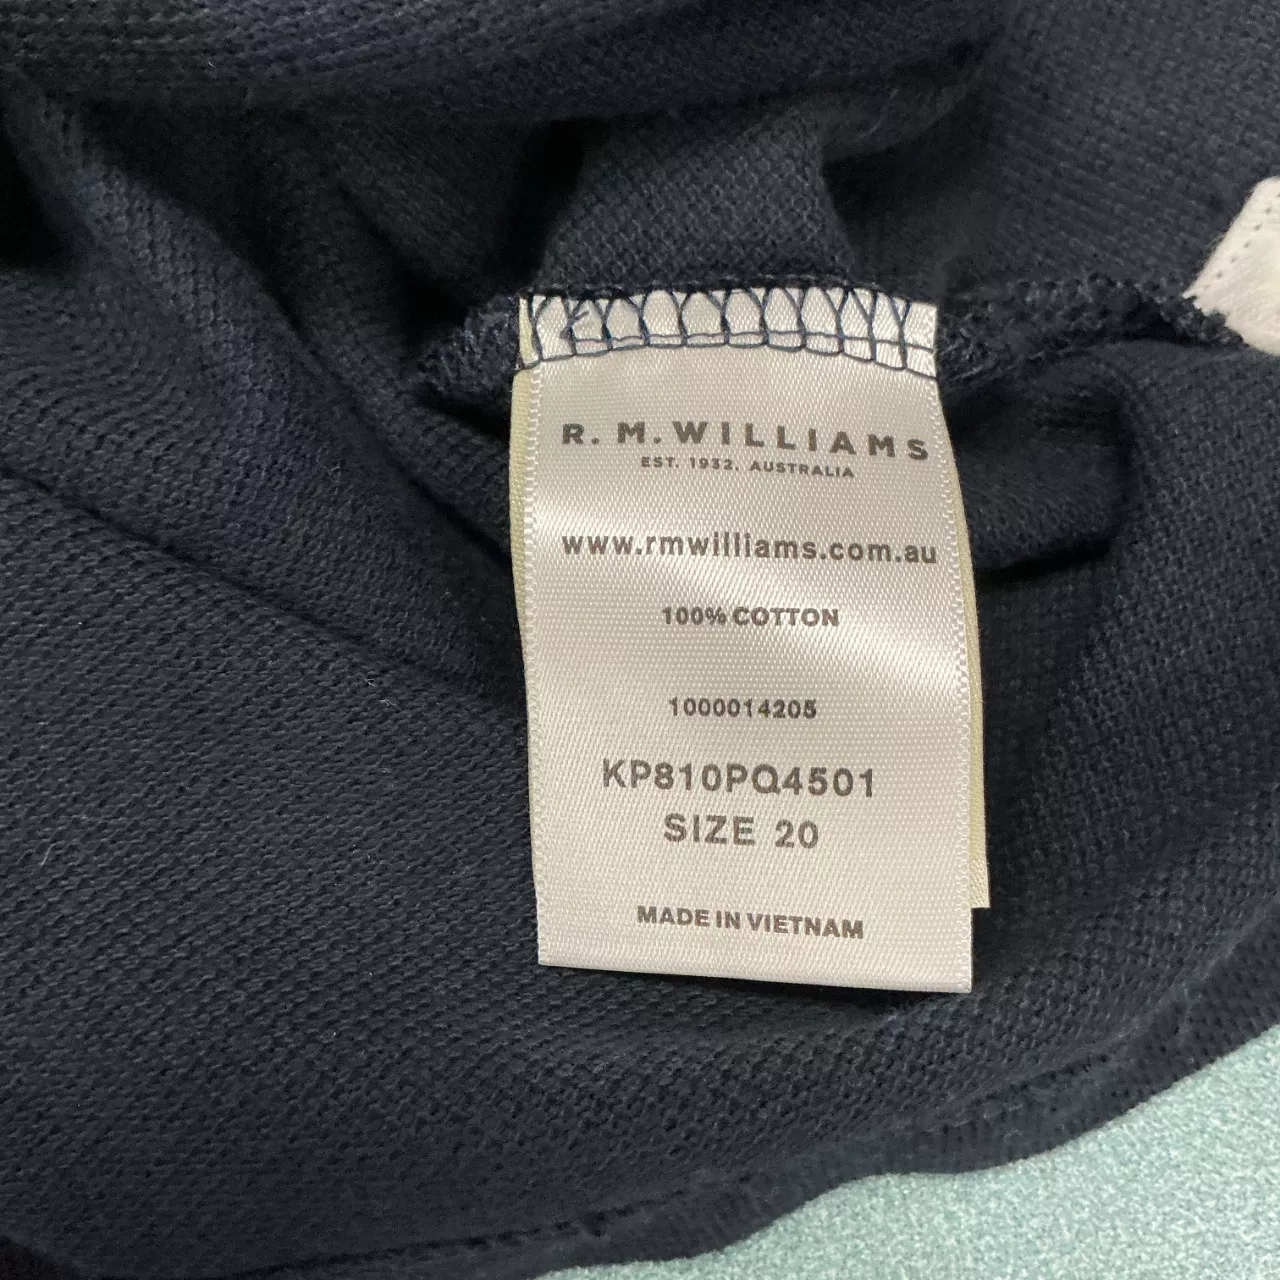 R. M. WILLIAMS
EST. 1932. AUSTRALIA
www.rmwilliams.com.au
100% COTTON
1000014205
KP810PQ4501
SIZE 20
MADE IN VIETNAM